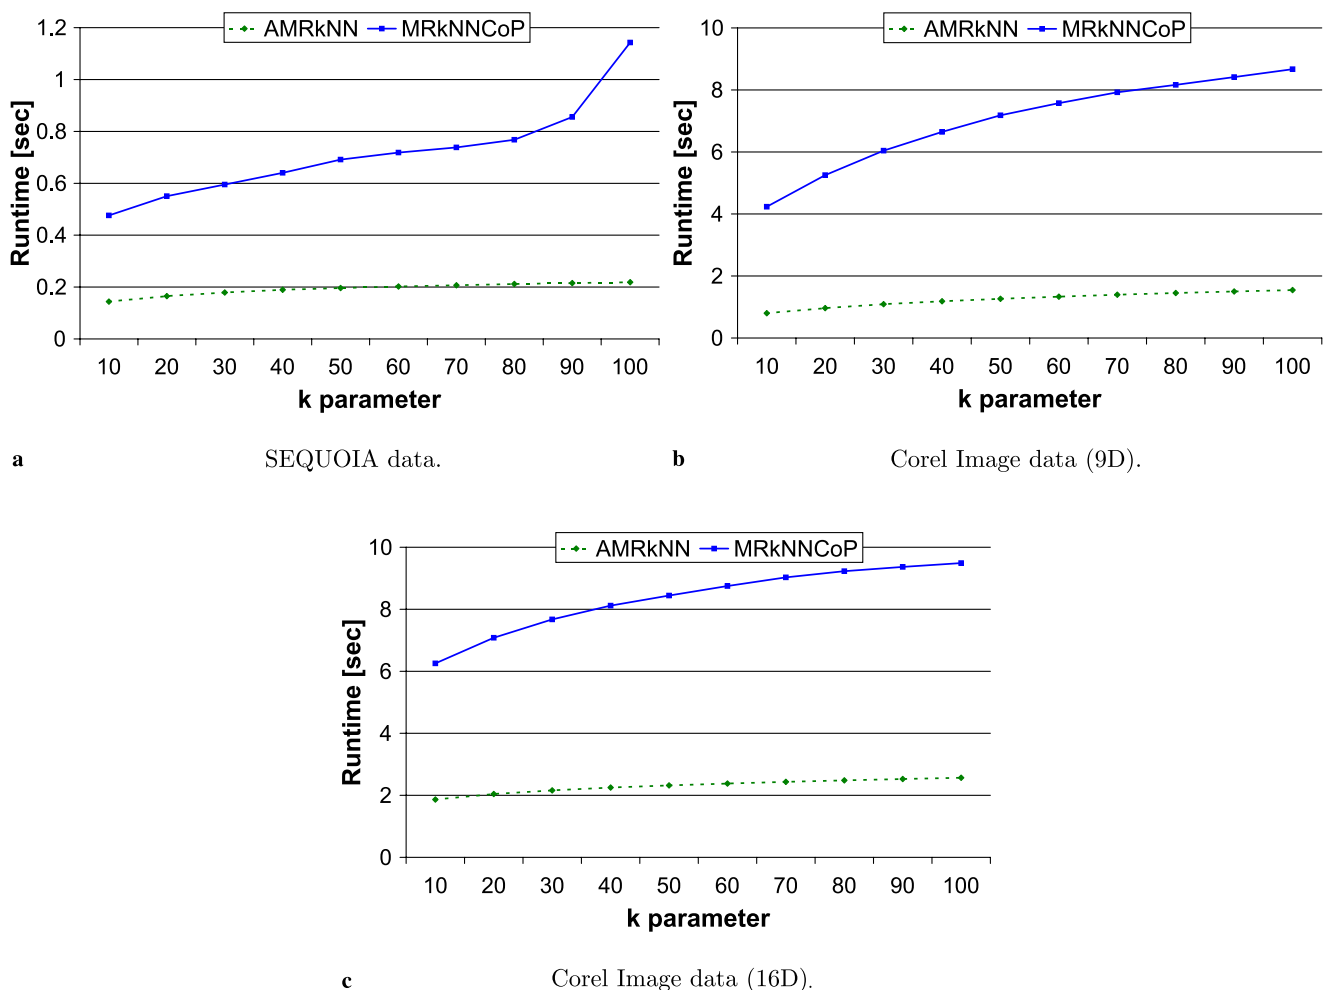 AMRkNN MRkNNCoP
1.2
1
0.8
0.6
0.4
0.2
0
Runtime [sec]
10 20 30 40 50 60 70 80 90 100
k parameter
a SEQUOIA data.
AMRkNN MRkNNCoP
10
8
6
4
2
0
Runtime [sec]
10 20 30 40 50 60 70 80 90 100
k parameter
b Corel Image data (9D).
AMRkNN MRkNNCoP
10
8
6
4
2
0
Runtime [sec]
10 20 30 40 50 60 70 80 90 100
k parameter
c Corel Image data (16D).